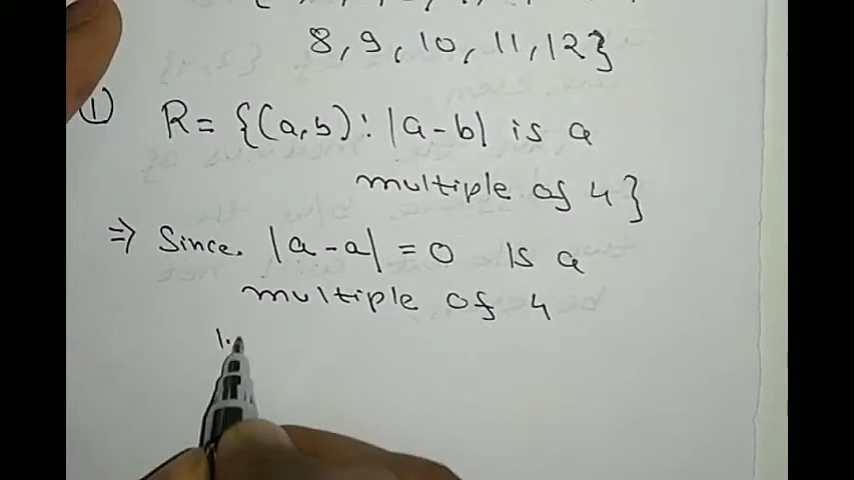 8, 9, 10, 11, 12}
① R = {(a, b) : |a - b| is a
multiple of 4}
⇒ Since. |a - a| = 0 is a
multiple of 4